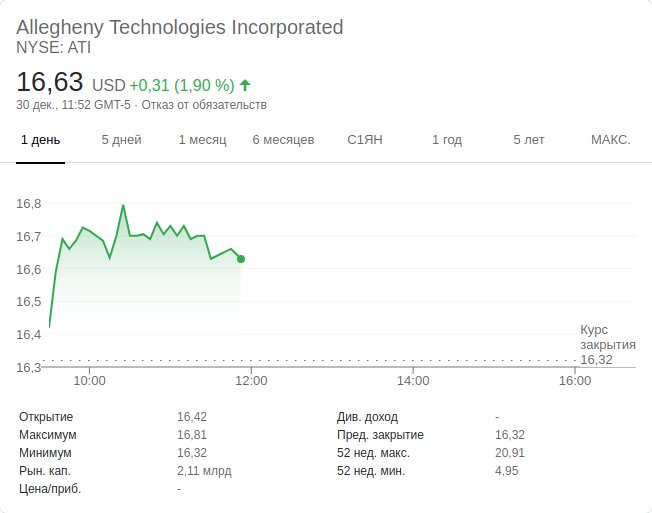 Allegheny Technologies Incorporated
NYSE: ATI
16,63 USD +0,31 (1,90 %)
30 дек., 11:52 GMT-5 · Отказ от обязательств
1 день 5 дней 1 месяц 6 месяцев С1ЯН 1 год 5 лет МАКС.
16,8
16,7
16,6
16,5
16,4
16,3
Курс
закрытия
16,32
10:00 12:00 14:00 16:00
Открытие 16,42 Див. доход -
Максимум 16,81 Пред. закрытие 16,32
Минимум 16,32 52 нед. макс. 20,91
Рын. кап. 2,11 млрд 52 нед. мин. 4,95
Цена/приб. -